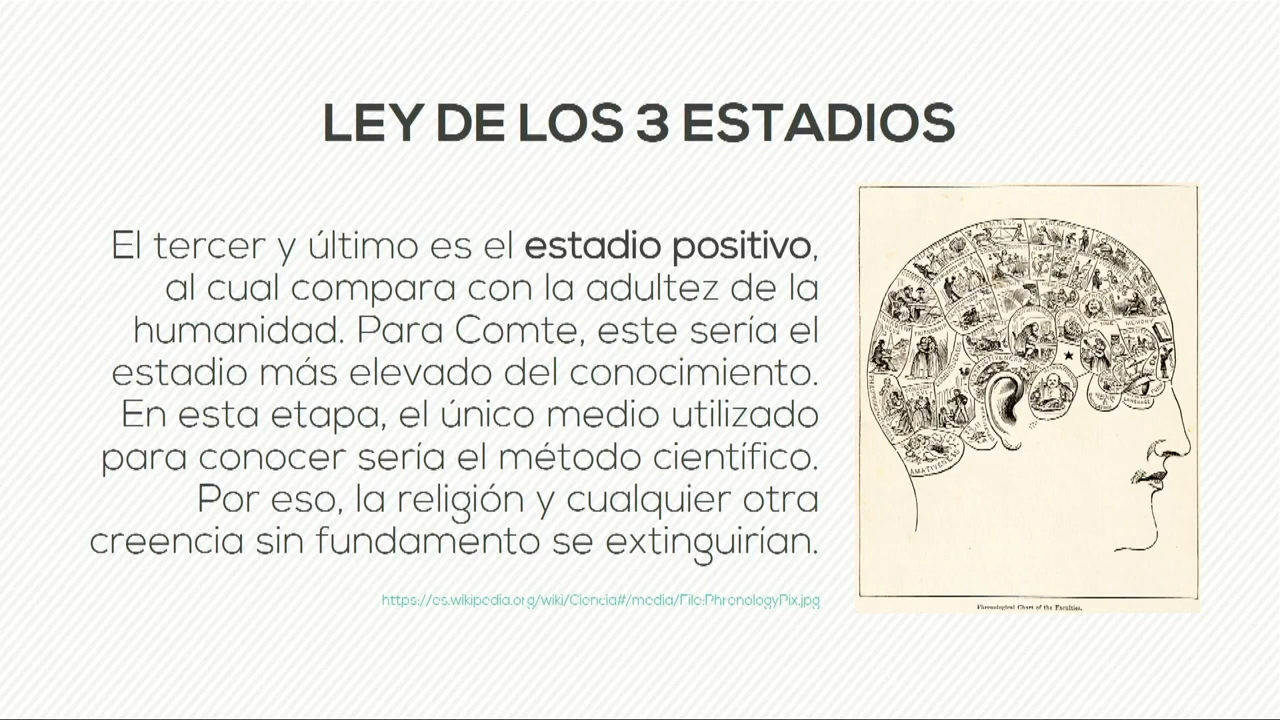 LEY DE LOS 3 ESTADIOS
El tercer y último es el estadio positivo,
al cual compara con la adultez de la
humanidad. Para Comte, este sería el
estadio más elevado del conocimiento.
En esta etapa, el único medio utilizado
para conocer sería el método científico.
Por eso, la religión y cualquier otra
creencia sin fundamento se extinguirían.
https://es.wikipedia.org/wiki/Ciencia#/media/File:PhrenologyPix.jpg
AMATIVENESS
LANGUAGE
Phrenological Chart of the Faculties.